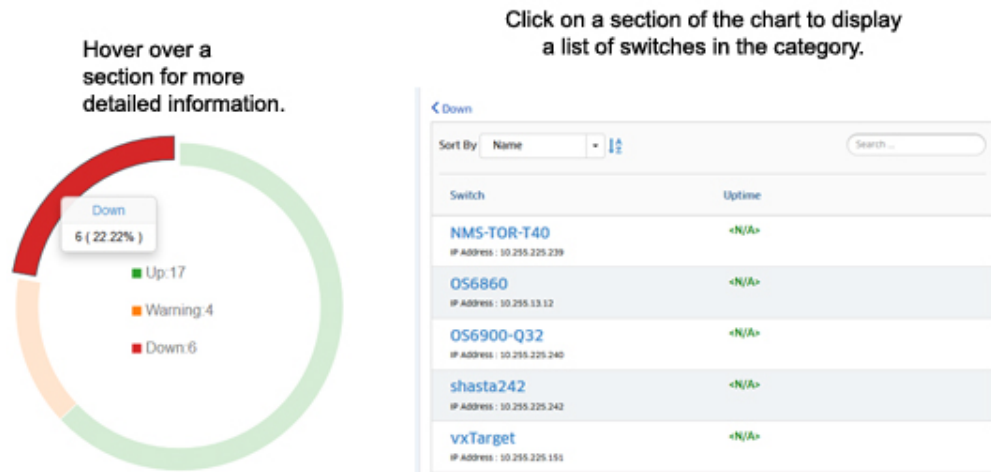 Click on a section of the chart to display
a list of switches in the category.
Hover over a
section for more
detailed information.
Down
6 ( 22.22% )
Up:17
Warning:4
Down:6
Down
Sort By Name
Search ...
Switch Uptime
NMS-TOR-T40 <N/A>
IP Address : 10.255.225.239
OS6860 <N/A>
IP Address : 10.255.13.12
OS6900-Q32 <N/A>
IP Address : 10.255.225.240
shasta242 <N/A>
IP Address : 10.255.225.242
vxTarget <N/A>
IP Address : 10.255.225.151